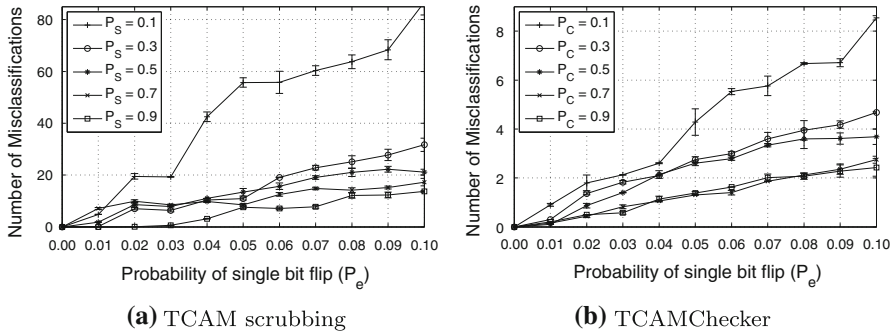 Number of Misclassifications
80
60
40
20
0
P_S = 0.1
P_S = 0.3
P_S = 0.5
P_S = 0.7
P_S = 0.9
0.00 0.01 0.02 0.03 0.04 0.05 0.06 0.07 0.08 0.09 0.10
Probability of single bit flip (P_e)
(a) TCAM scrubbing
Number of Misclassifications
8
6
4
2
0
P_C = 0.1
P_C = 0.3
P_C = 0.5
P_C = 0.7
P_C = 0.9
0.00 0.01 0.02 0.03 0.04 0.05 0.06 0.07 0.08 0.09 0.10
Probability of single bit flip (P_e)
(b) TCAMChecker